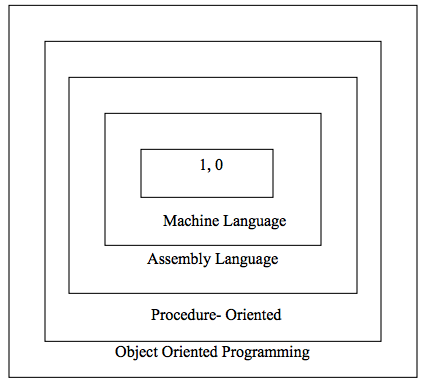 1, 0
Machine Language
Assembly Language
Procedure- Oriented
Object Oriented Programming